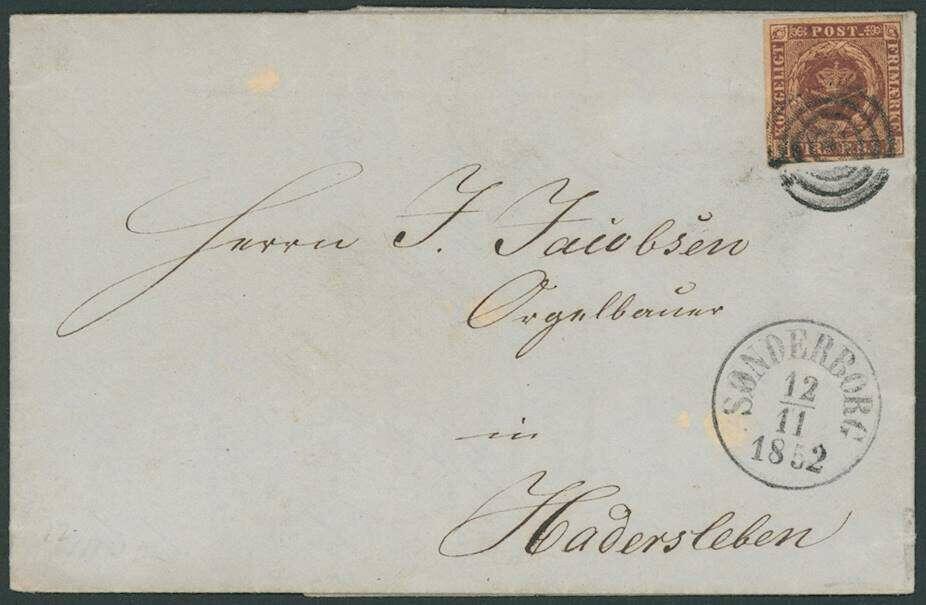 KONGELIGT
POST
FRIMÆRKE
Herrn J. Jacobsen
Orgelbauer
in
Hadersleben
SØNDERBORG
12
11
1852